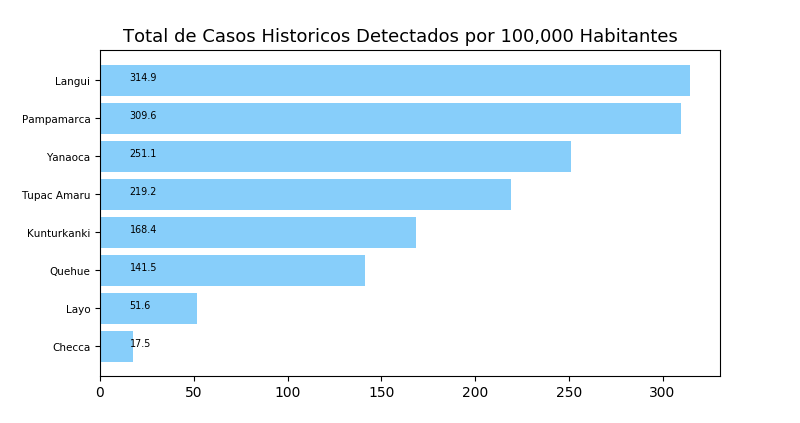 Total de Casos Historicos Detectados por 100,000 Habitantes
Langui 314.9
Pampamarca 309.6
Yanaoca 251.1
Tupac Amaru 219.2
Kunturkanki 168.4
Quehue 141.5
Layo 51.6
Checca 17.5
0 50 100 150 200 250 300